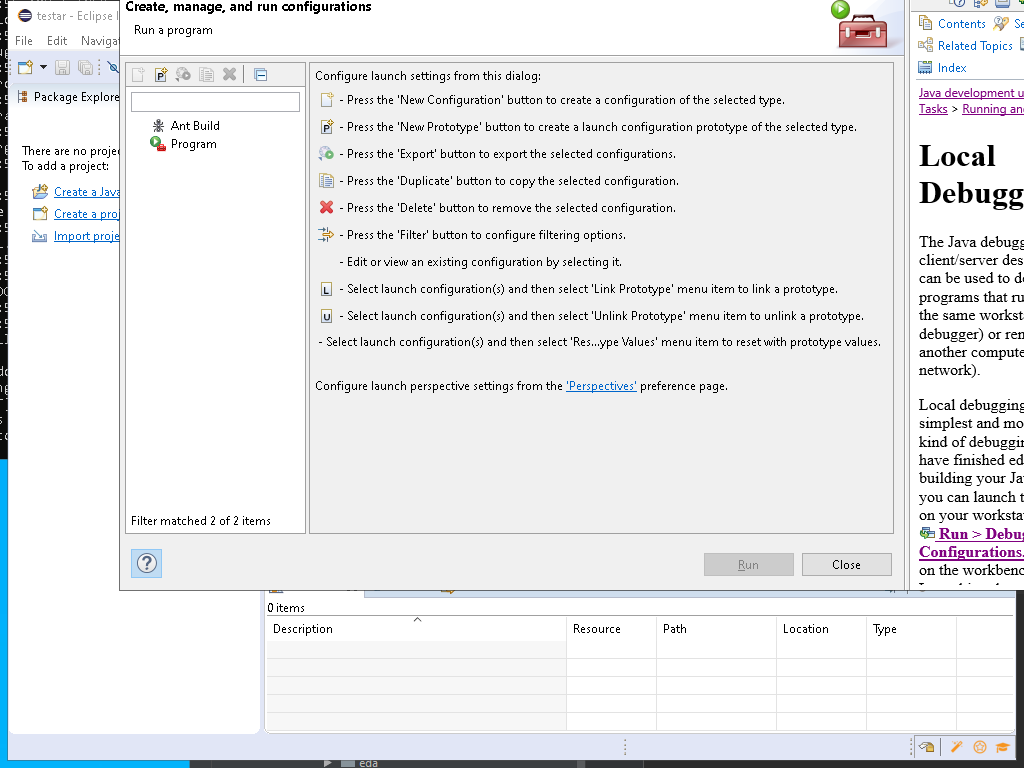 Create, manage, and run configurations
Run a program
testar - Eclipse I
File Edit Naviga
Package Explore
There are no proje
To add a project:
Create a Java
Create a proj
Import proje
Ant Build
Program
Filter matched 2 of 2 items
Configure launch settings from this dialog:
- Press the 'New Configuration' button to create a configuration of the selected type.
- Press the 'New Prototype' button to create a launch configuration prototype of the selected type.
- Press the 'Export' button to export the selected configurations.
- Press the 'Duplicate' button to copy the selected configuration.
- Press the 'Delete' button to remove the selected configuration.
- Press the 'Filter' button to configure filtering options.
- Edit or view an existing configuration by selecting it.
- Select launch configuration(s) and then select 'Link Prototype' menu item to link a prototype.
- Select launch configuration(s) and then select 'Unlink Prototype' menu item to unlink a prototype.
- Select launch configuration(s) and then select 'Res...ype Values' menu item to reset with prototype values.
Configure launch perspective settings from the 'Perspectives' preference page.
Run Close
Contents Se
Related Topics
Index
Java development u
Tasks > Running an
Local
Debugg
The Java debugg
client/server des
can be used to de
programs that ru
the same worksta
debugger) or rem
another compute
network).
Local debugging
simplest and mo
kind of debuggin
have finished ed
building your Jav
you can launch t
on your worksta
Run > Debug
Configurations.
on the workbenc
0 items
Description Resource Path Location Type
eda